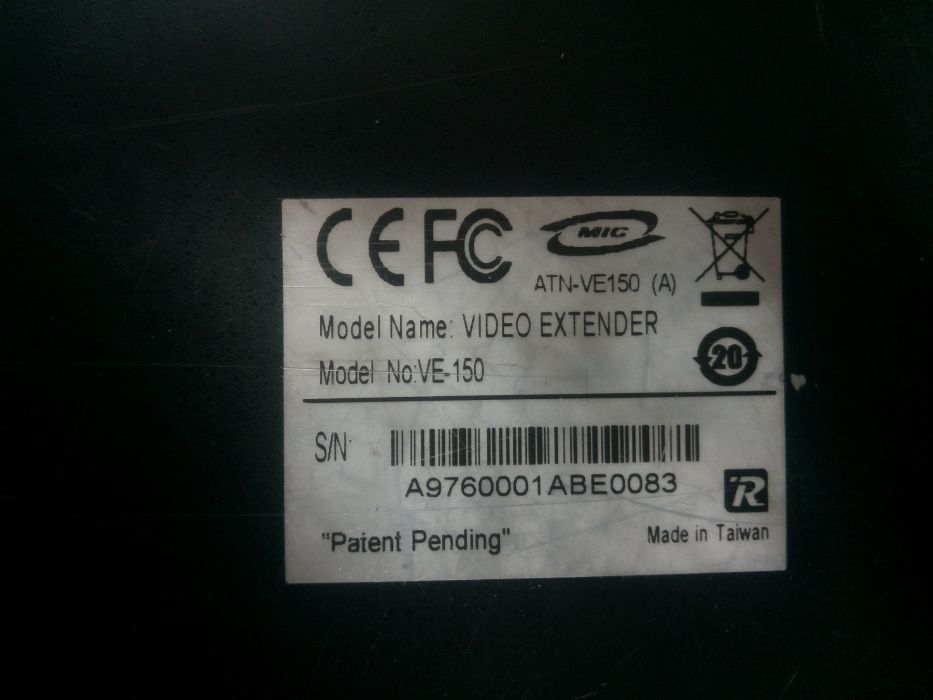 CE FC MIC
ATN-VE150 (A)
Model Name: VIDEO EXTENDER
Model No:VE-150
20
S/N:
A9760001ABE0083
R
"Patent Pending"
Made in Taiwan